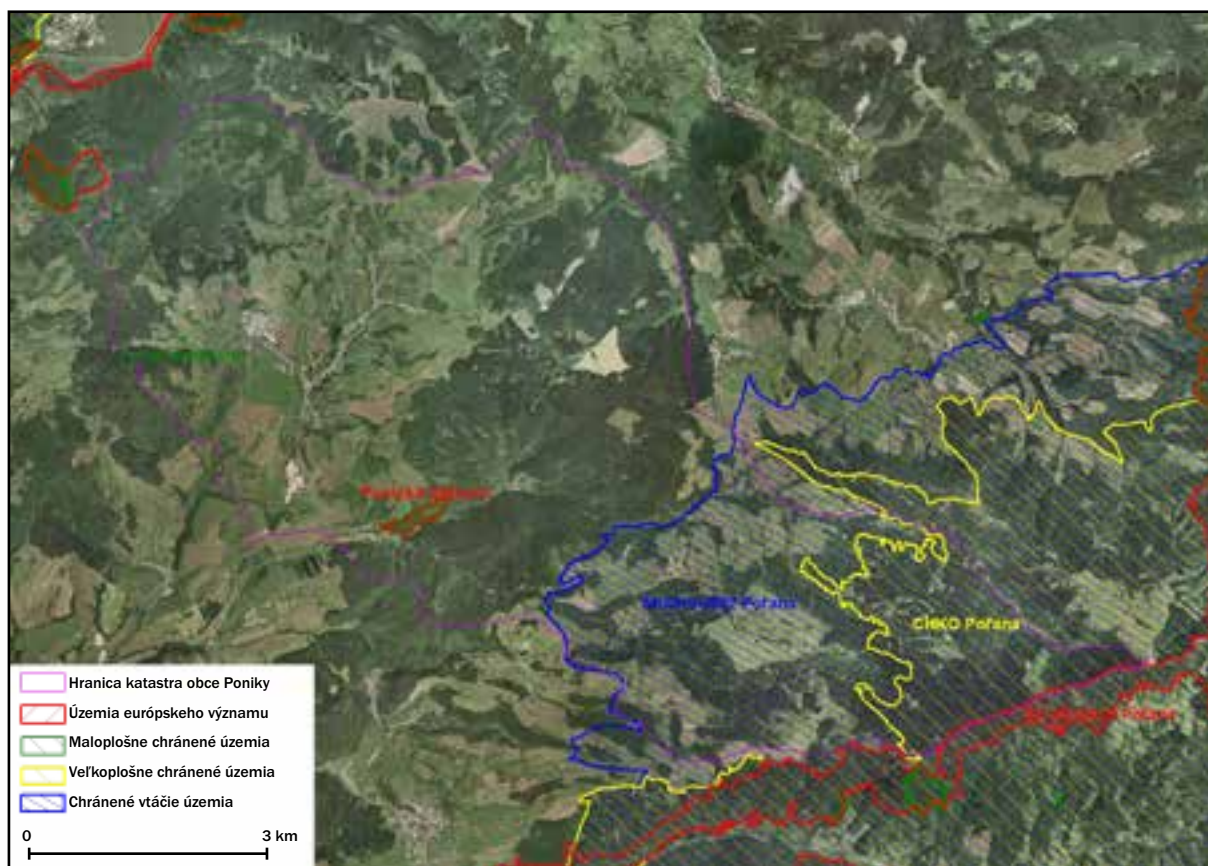 CHKO Poľana
Hranica katastra obce Poniky
Územia európskeho významu
Maloplošne chránené územia
Veľkoplošne chránené územia
Chránené vtáčie územia
0 3 km